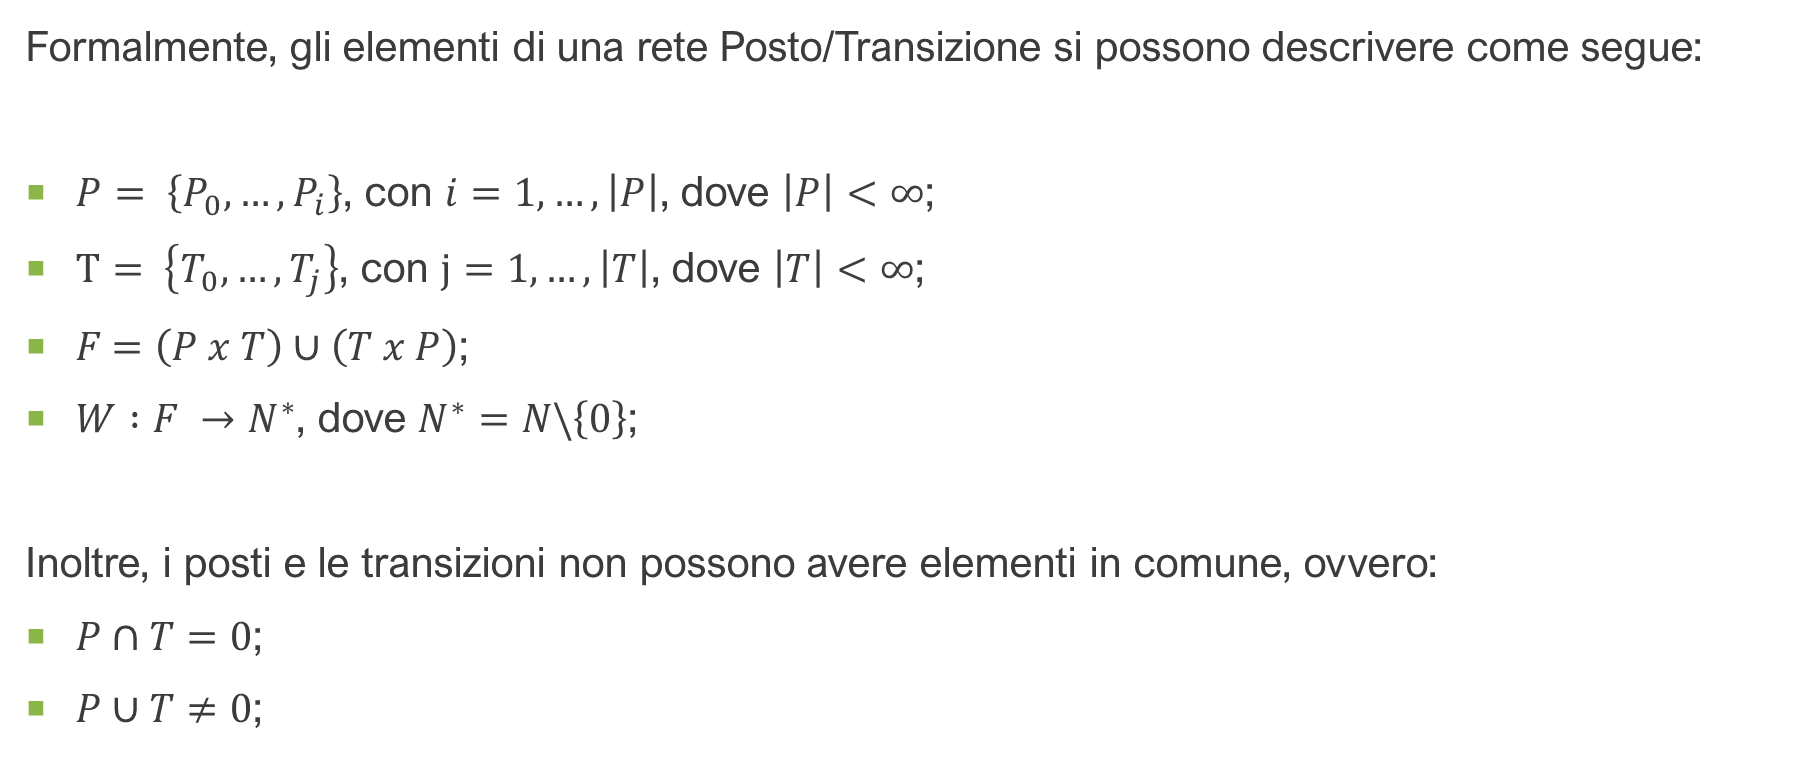 Formalmente, gli elementi di una rete Posto/Transizione si possono descrivere come segue:
▪ P = {P₀, … , Pᵢ}, con i = 1, … , |P|, dove |P| < ∞;
▪ T = {T₀, … , Tⱼ}, con j = 1, … , |T|, dove |T| < ∞;
▪ F = (P x T) ∪ (T x P);
▪ W : F → N*, dove N* = N\{0};
Inoltre, i posti e le transizioni non possono avere elementi in comune, ovvero:
▪ P ∩ T = 0;
▪ P ∪ T ≠ 0;